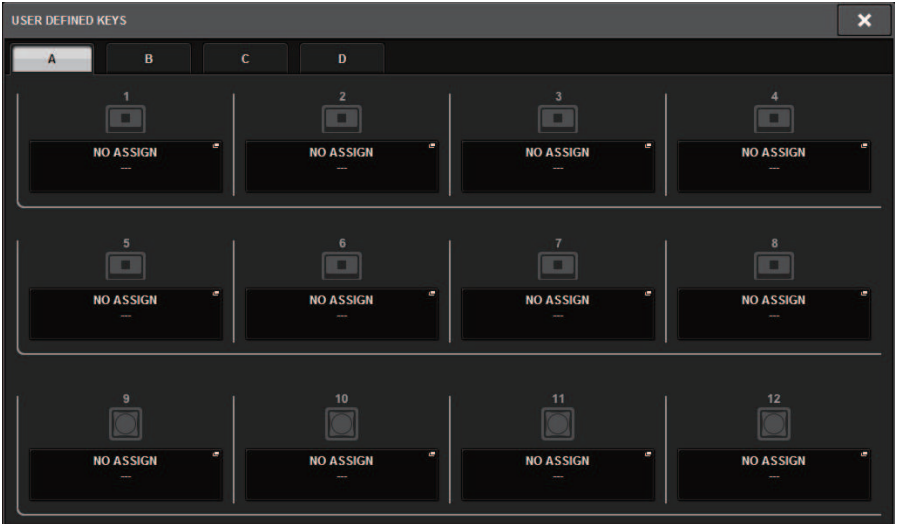 USER DEFINED KEYS
A B C D
1 2 3 4
NO ASSIGN NO ASSIGN NO ASSIGN NO ASSIGN
--- --- --- ---
5 6 7 8
NO ASSIGN NO ASSIGN NO ASSIGN NO ASSIGN
--- --- --- ---
9 10 11 12
NO ASSIGN NO ASSIGN NO ASSIGN NO ASSIGN
--- --- --- ---